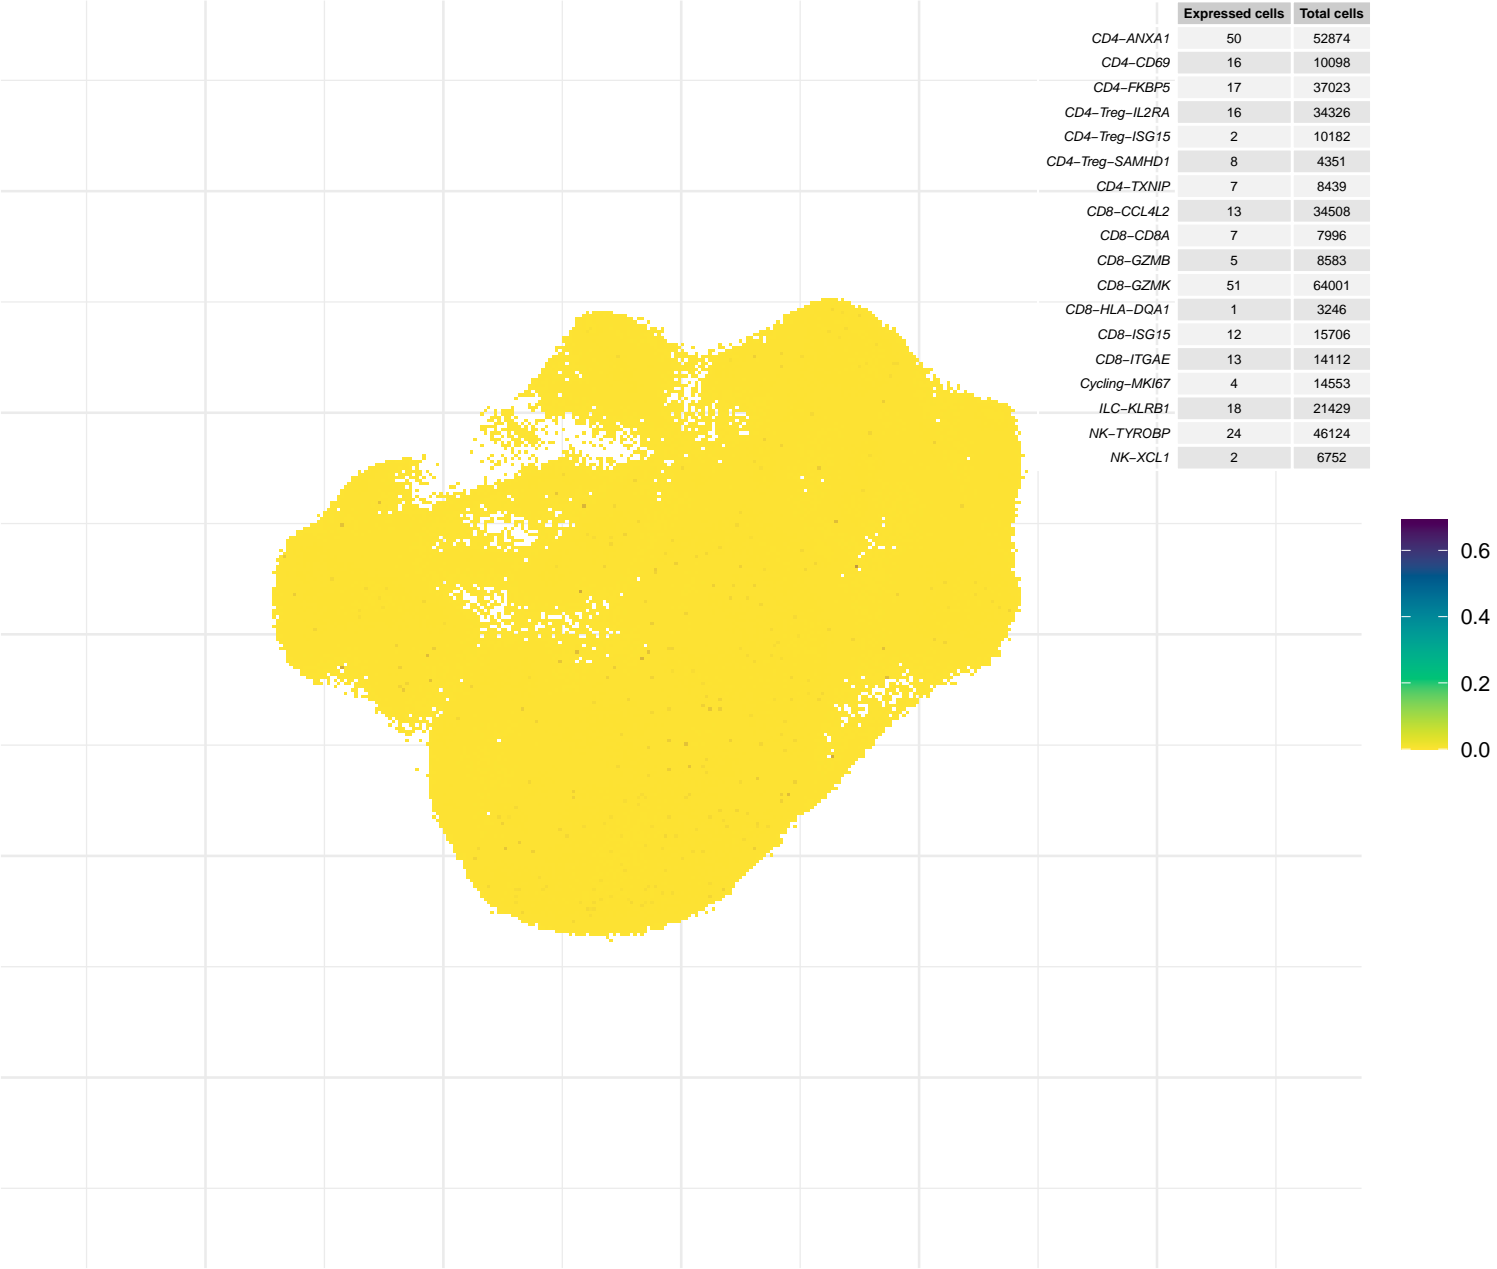 Expressed cells Total cells
CD4−ANXA1 50 52874
CD4−CD69 16 10098
CD4−FKBP5 17 37023
CD4−Treg−IL2RA 16 34326
CD4−Treg−ISG15 2 10182
CD4−Treg−SAMHD1 8 4351
CD4−TXNIP 7 8439
CD8−CCL4L2 13 34508
CD8−CD8A 7 7996
CD8−GZMB 5 8583
CD8−GZMK 51 64001
CD8−HLA−DQA1 1 3246
CD8−ISG15 12 15706
CD8−ITGAE 13 14112
Cycling−MKI67 4 14553
ILC−KLRB1 18 21429
NK−TYROBP 24 46124
NK−XCL1 2 6752
0.6
0.4
0.2
0.0